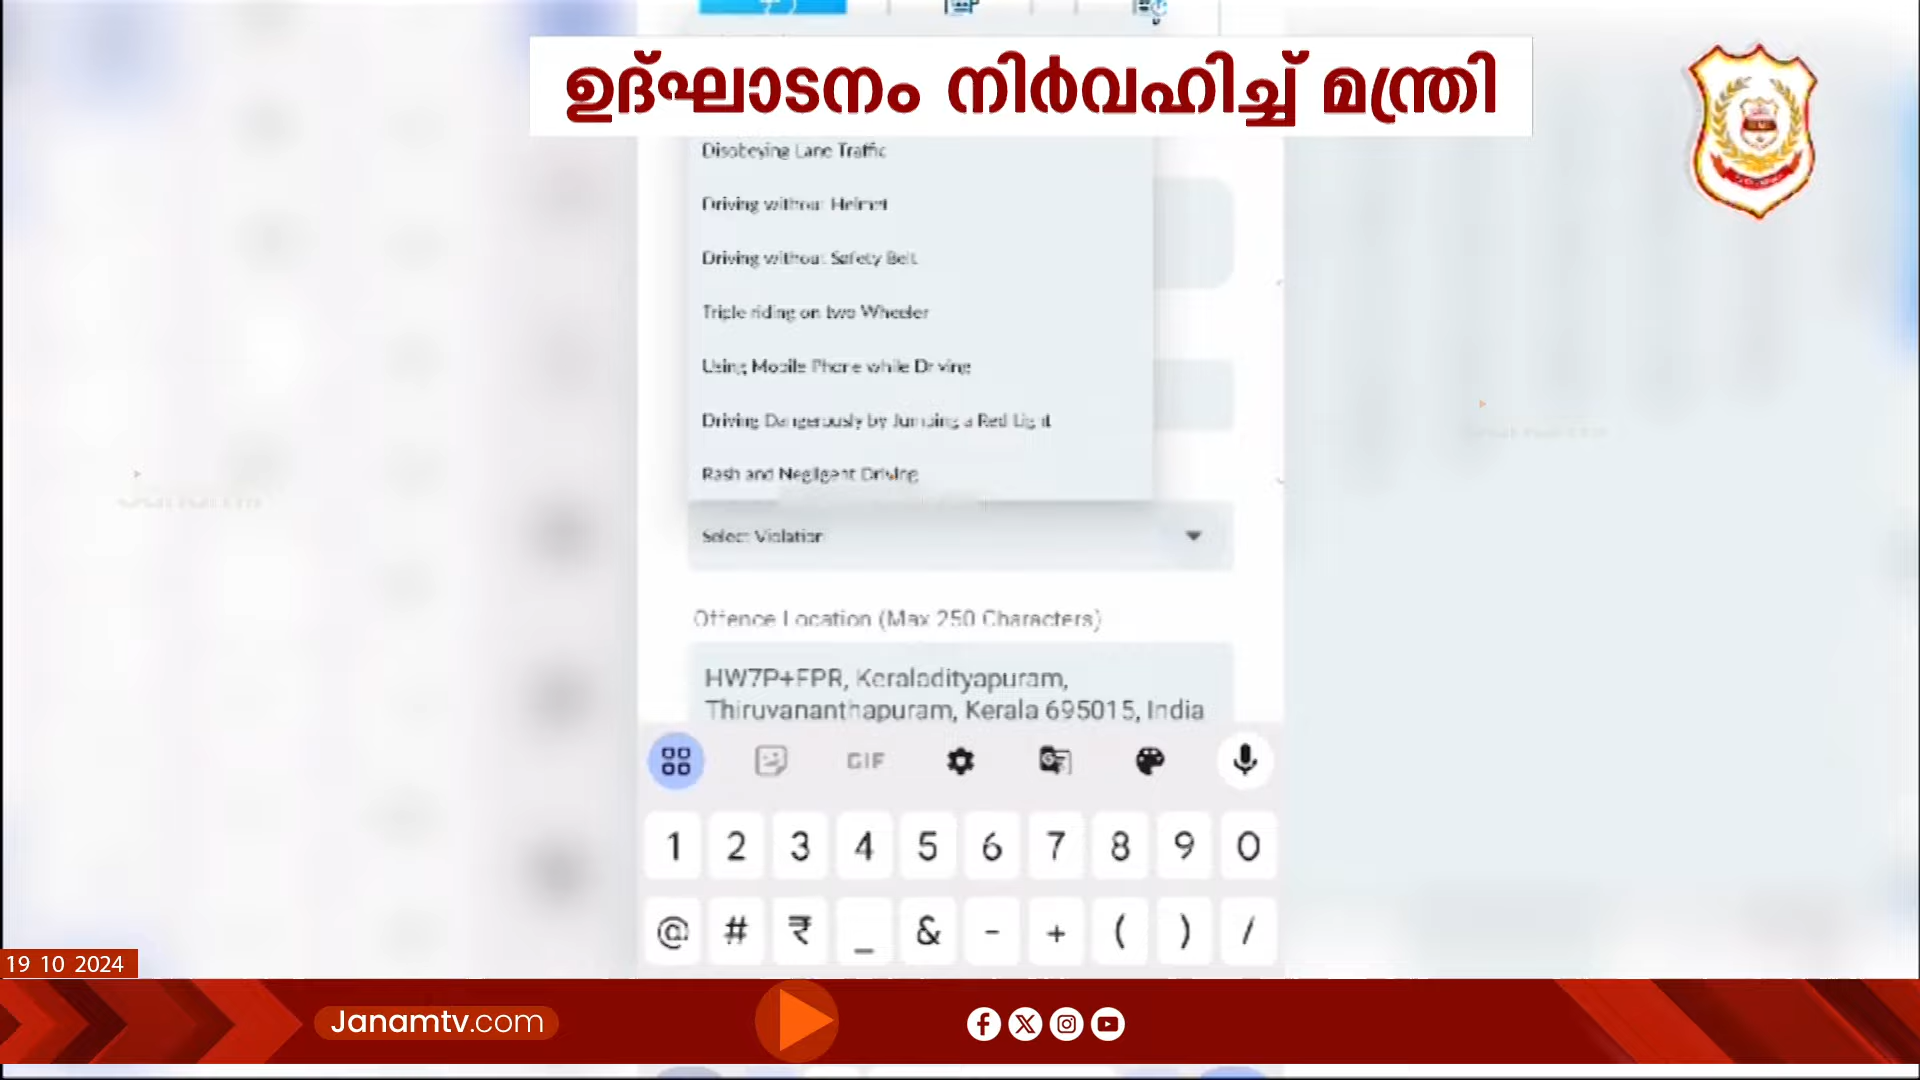 ഉദ്ഘാടനം നിർവഹിച്ച് മന്ത്രി
Disobeying Lane Traffic
Driving without Helmet
Driving without Safety Belt
Triple riding on two Wheeler
Using Mobile Phone while Driving
Driving Dangerously by Jumping a Red Light
Rash and Negligent Driving
Select Violation
Offence Location (Max 250 Characters)
HW7P+FPR, Keraladityapuram,
Thiruvananthapuram, Kerala 695015, India
GIF
1 2 3 4 5 6 7 8 9 0
@ # ₹ _ & - + ( ) /
19 10 2024
Janamtv.com